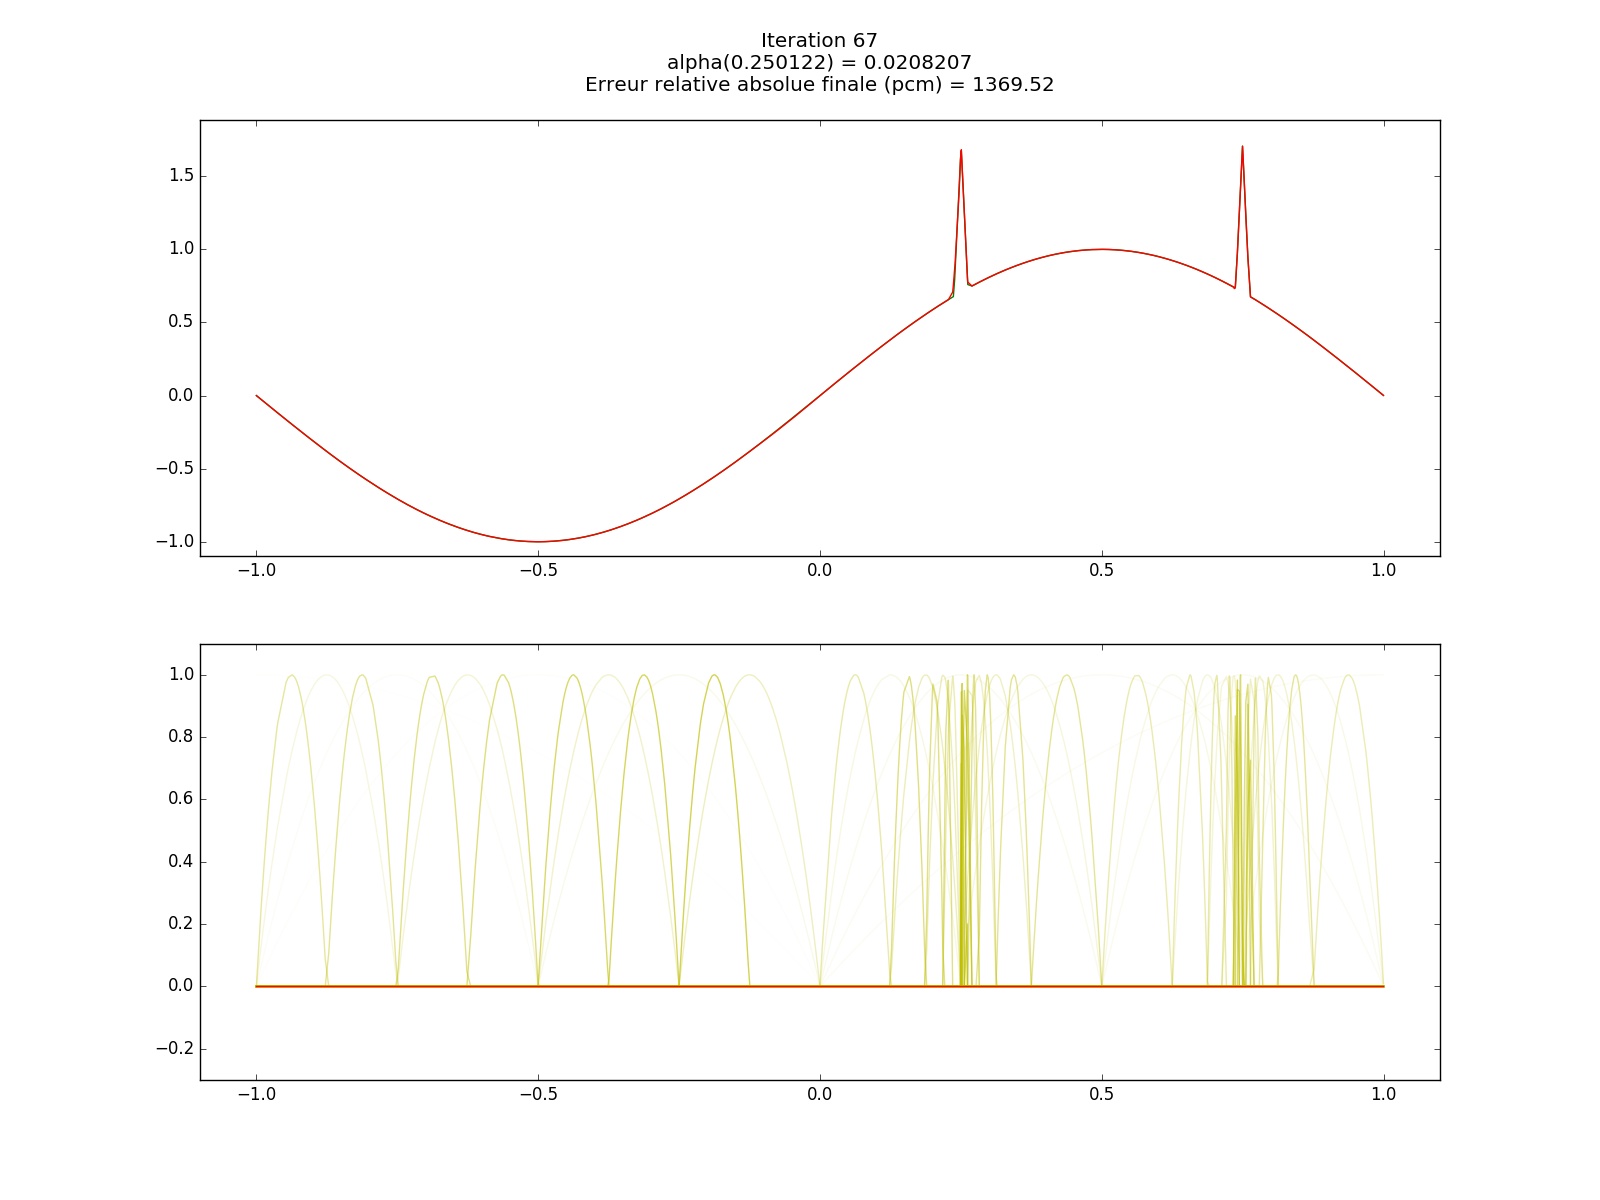 Iteration 67
alpha(0.250122) = 0.0208207
Erreur relative absolue finale (pcm) = 1369.52
1.5
1.0
0.5
0.0
−0.5
−1.0
−1.0 −0.5 0.0 0.5 1.0
1.0
0.8
0.6
0.4
0.2
0.0
−0.2
−1.0 −0.5 0.0 0.5 1.0